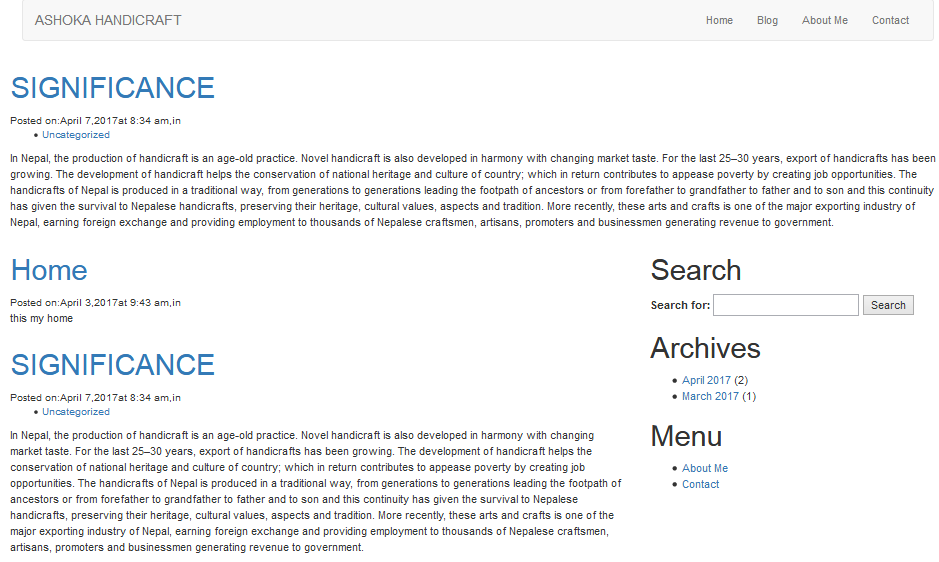 ASHOKA HANDICRAFT Home Blog About Me Contact
SIGNIFICANCE
Posted on:April 7,2017at 8:34 am,in
• Uncategorized
In Nepal, the production of handicraft is an age-old practice. Novel handicraft is also developed in harmony with changing market taste. For the last 25–30 years, export of handicrafts has been
growing. The development of handicraft helps the conservation of national heritage and culture of country; which in return contributes to appease poverty by creating job opportunities. The
handicrafts of Nepal is produced in a traditional way, from generations to generations leading the footpath of ancestors or from forefather to grandfather to father and to son and this continuity
has given the survival to Nepalese handicrafts, preserving their heritage, cultural values, aspects and tradition. More recently, these arts and crafts is one of the major exporting industry of
Nepal, earning foreign exchange and providing employment to thousands of Nepalese craftsmen, artisans, promoters and businessmen generating revenue to government.
Home
Posted on:April 3,2017at 9:43 am,in
this my home
SIGNIFICANCE
Posted on:April 7,2017at 8:34 am,in
• Uncategorized
In Nepal, the production of handicraft is an age-old practice. Novel handicraft is also developed in harmony with changing
market taste. For the last 25–30 years, export of handicrafts has been growing. The development of handicraft helps the
conservation of national heritage and culture of country; which in return contributes to appease poverty by creating job
opportunities. The handicrafts of Nepal is produced in a traditional way, from generations to generations leading the footpath of
ancestors or from forefather to grandfather to father and to son and this continuity has given the survival to Nepalese
handicrafts, preserving their heritage, cultural values, aspects and tradition. More recently, these arts and crafts is one of the
major exporting industry of Nepal, earning foreign exchange and providing employment to thousands of Nepalese craftsmen,
artisans, promoters and businessmen generating revenue to government.
Search
Search for: Search
Archives
• April 2017 (2)
• March 2017 (1)
Menu
• About Me
• Contact